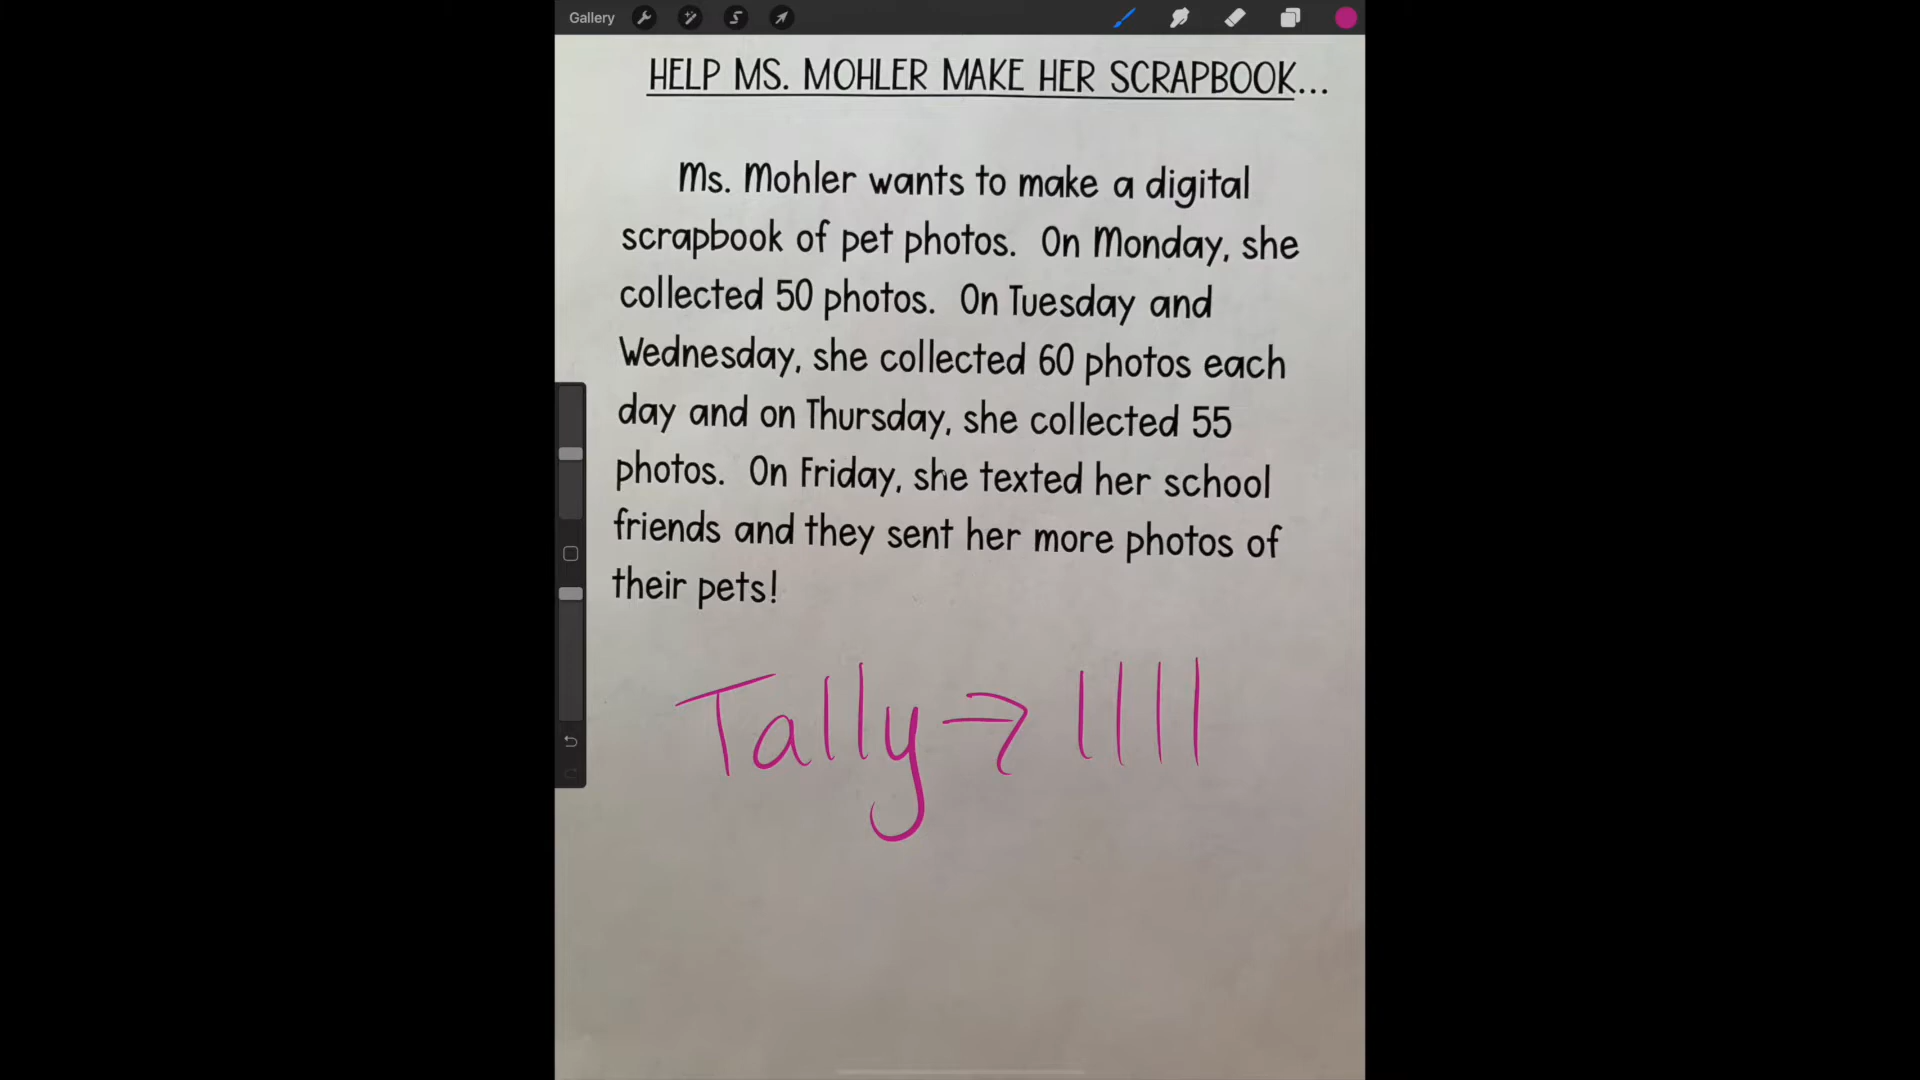 Gallery
HELP MS. MOHLER MAKE HER SCRAPBOOK...
Ms. Mohler wants to make a digital
scrapbook of pet photos. On Monday, she
collected 50 photos. On Tuesday and
Wednesday, she collected 60 photos each
day and on Thursday, she collected 55
photos. On Friday, she texted her school
friends and they sent her more photos of
their pets!
Tally → ||||